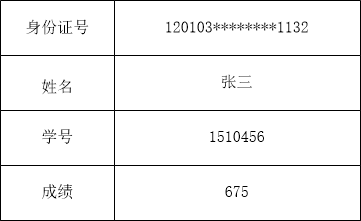 身份证号 120103********1132
姓名 张三
学号 1510456
成绩 675